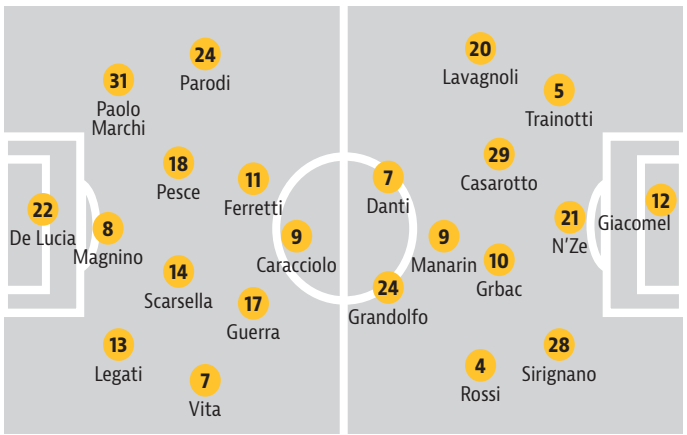 24
Parodi
31
Paolo
Marchi
18
Pesce
11
Ferretti
22
De Lucia
8
Magnino
9
Caracciolo
14
Scarsella
17
Guerra
13
Legati
7
Vita
20
Lavagnoli
5
Trainotti
29
Casarotto
7
Danti
12
Giacomel
21
N'Ze
9
Manarin
10
Grbac
24
Grandolfo
28
Sirignano
4
Rossi